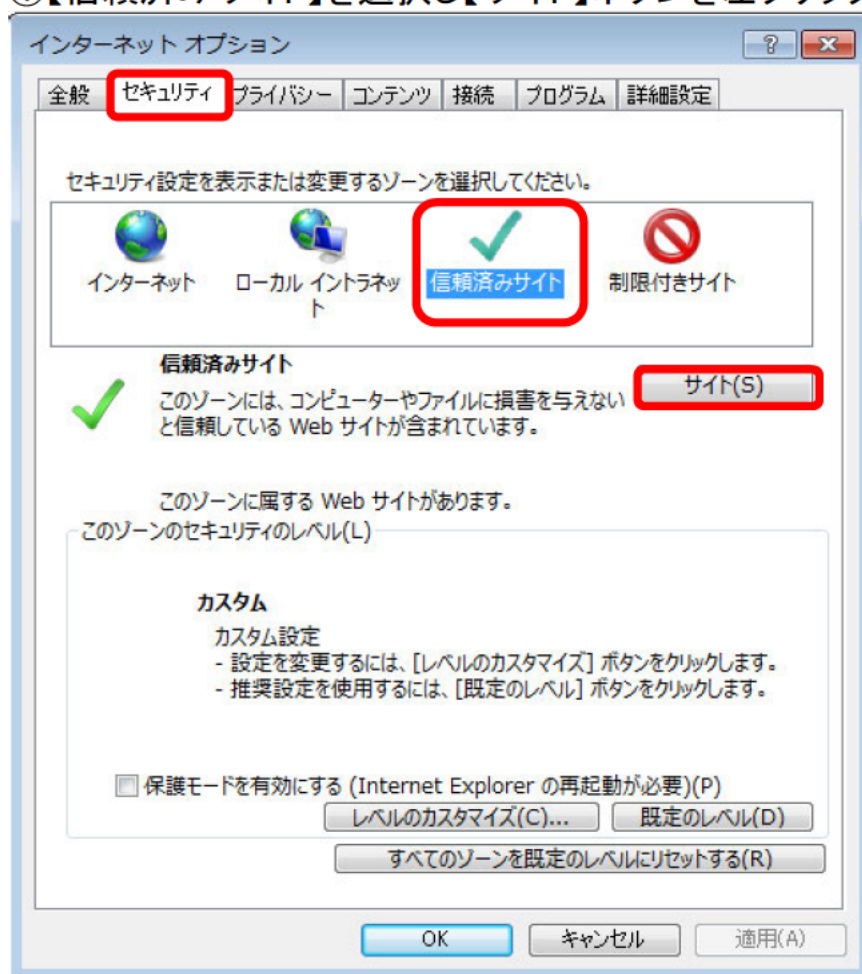 インターネット オプション
全般 セキュリティ プライバシー コンテンツ 接続 プログラム 詳細設定
セキュリティ設定を表示または変更するゾーンを選択してください。
インターネット ローカル イントラネット 信頼済みサイト 制限付きサイト
信頼済みサイト
サイト(S)
このゾーンには、コンピューターやファイルに損害を与えない
と信頼している Web サイトが含まれています。
このゾーンに属する Web サイトがあります。
このゾーンのセキュリティのレベル(L)
カスタム
カスタム設定
- 設定を変更するには、[レベルのカスタマイズ] ボタンをクリックします。
- 推奨設定を使用するには、[既定のレベル] ボタンをクリックします。
保護モードを有効にする (Internet Explorer の再起動が必要)(P)
レベルのカスタマイズ(C)... 既定のレベル(D)
すべてのゾーンを既定のレベルにリセットする(R)
OK キャンセル 適用(A)